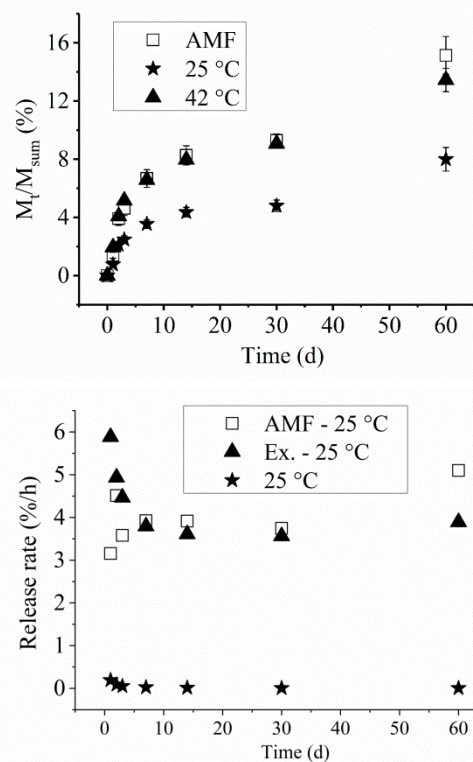 16
12
8
4
0
M_t/M_sum (%)
□ AMF
★ 25 °C
▲ 42 °C
0 10 20 30 40 50 60
Time (d)
6
5
4
3
2
1
0
Release rate (%/h)
□ AMF - 25 °C
▲ Ex. - 25 °C
★ 25 °C
0 10 20 30 40 50 60
Time (d)